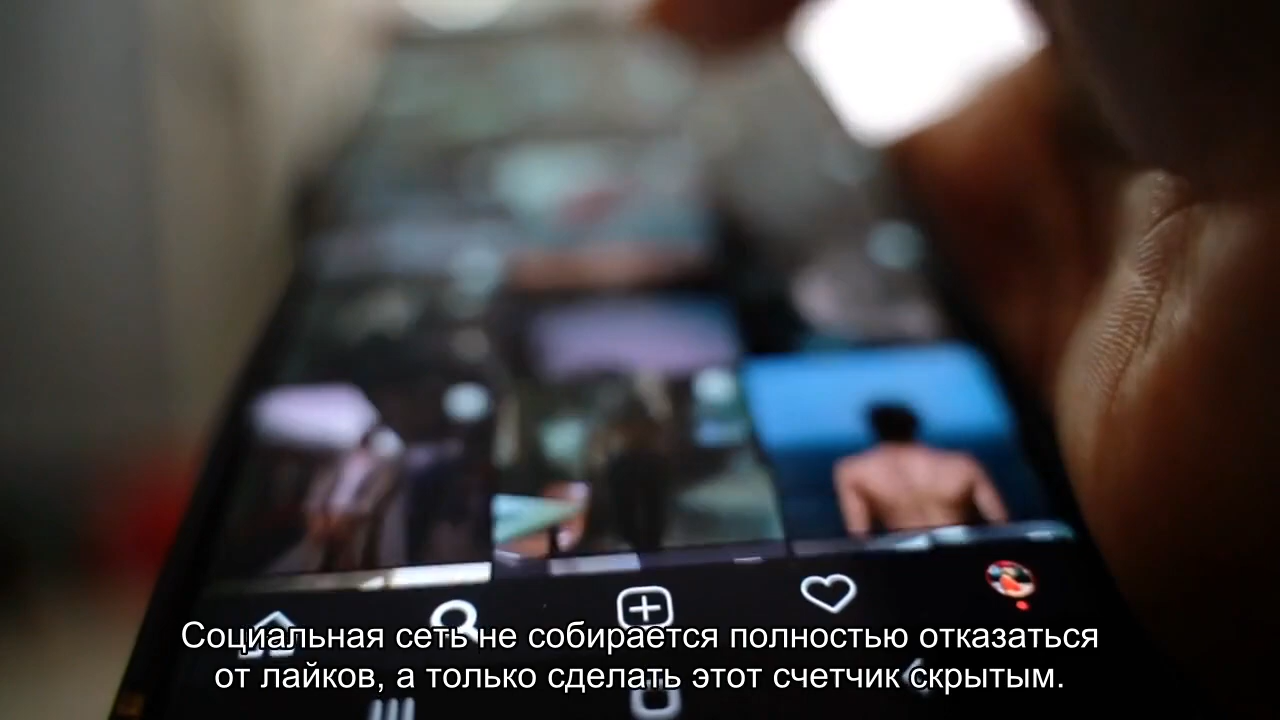 Социальная сеть не собирается полностью отказаться
от лайков, а только сделать этот счетчик скрытым.